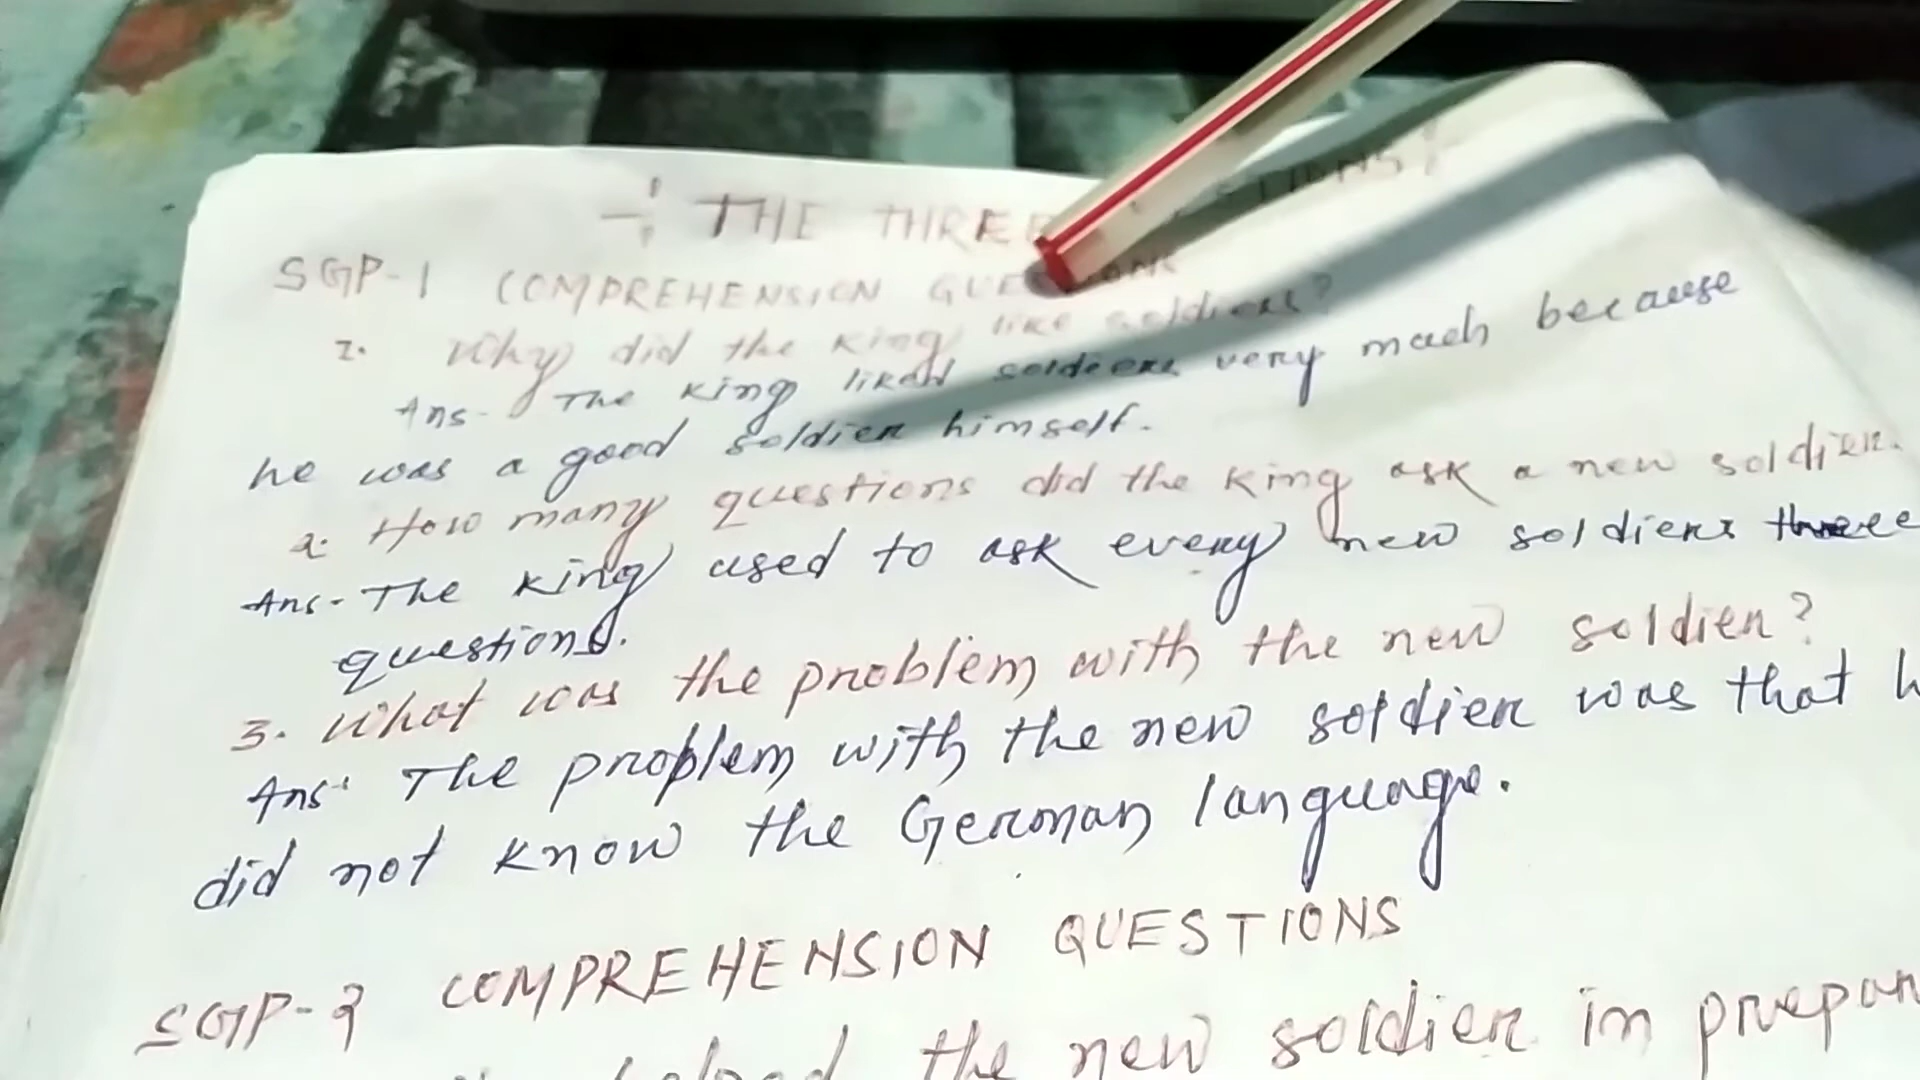 ÷ THE THREE
SGP-1 COMPREHENSION
1. Why did the king like soldiers?
Ans- The king liked soldiers very much because
he was a good soldier himself.
2. How many questions did the king ask a new soldier.
Ans- The king used to ask every new soldiers three
questions.
3. What was the problem with the new soldier?
Ans: The problem with the new soldier was that
did not know the German language.
SGP-2 COMPREHENSION QUESTIONS
the new soldier in